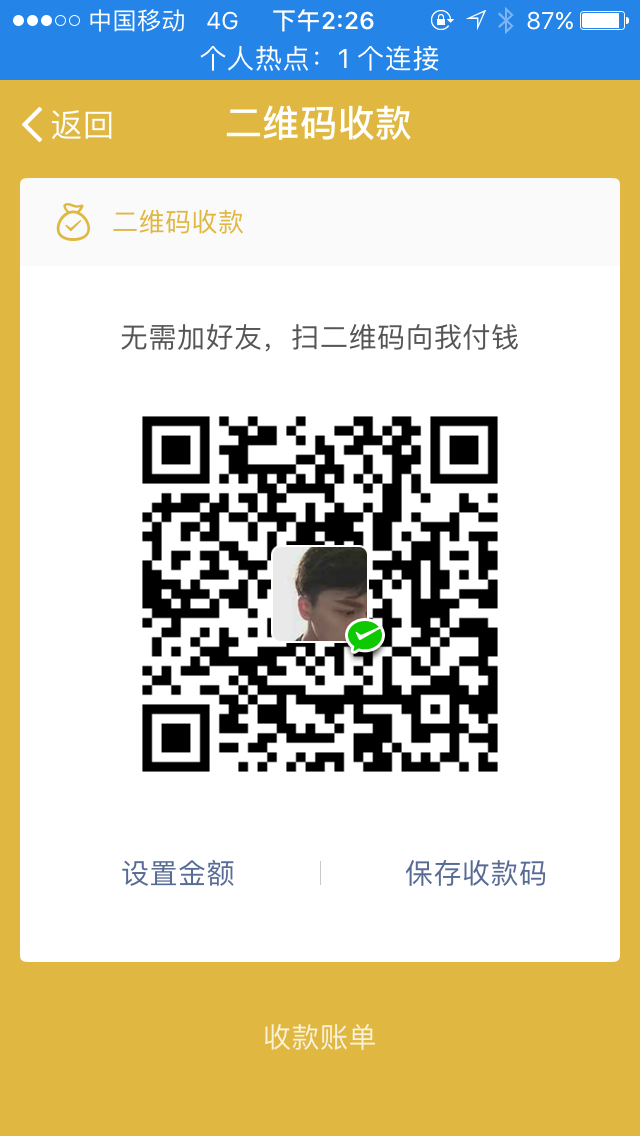 中国移动 4G 下午2:26 87%
个人热点：1 个连接
返回 二维码收款
二维码收款
无需加好友，扫二维码向我付钱
设置金额 保存收款码
收款账单